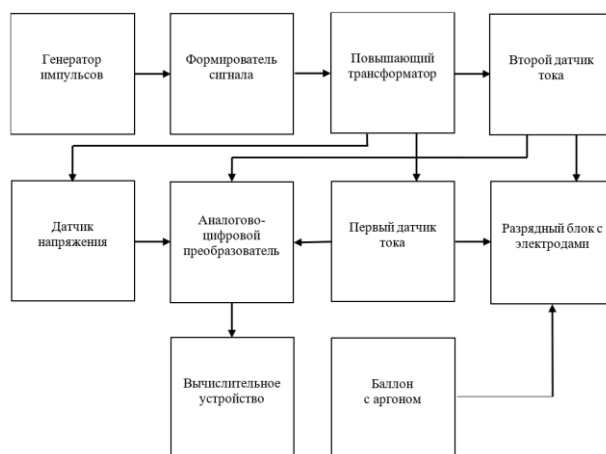 Генератор
импульсов
Формирователь
сигнала
Повышающий
трансформатор
Второй датчик
тока
Датчик
напряжения
Аналогово-
цифровой
преобразователь
Первый датчик
тока
Разрядный блок с
электродами
Вычислительное
устройство
Баллон
с аргоном